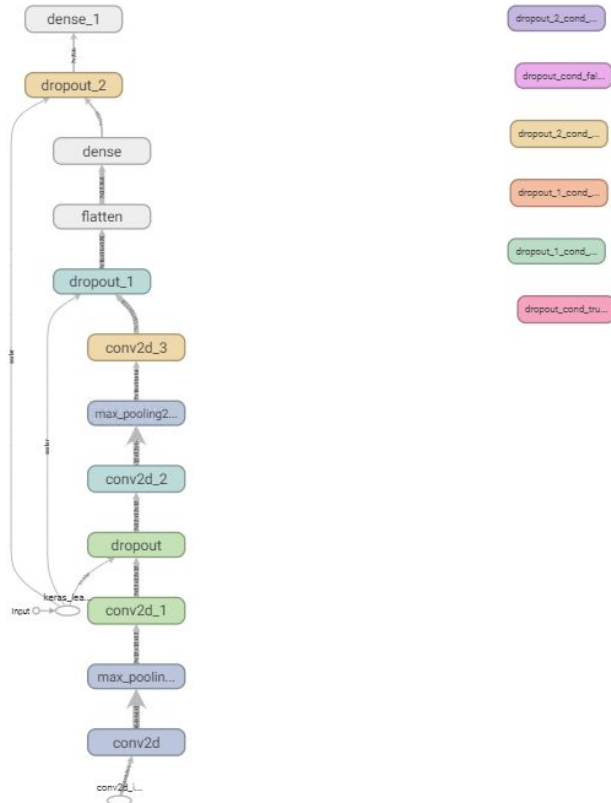 dense_1
dropout_2
dense
flatten
dropout_1
conv2d_3
max_pooling2...
conv2d_2
dropout
keras_lea...
Input
conv2d_1
max_poolin...
conv2d
conv2d_i...
dropout_2_cond_...
dropout_cond_fal...
dropout_2_cond_...
dropout_1_cond_...
dropout_1_cond_...
dropout_cond_tru...